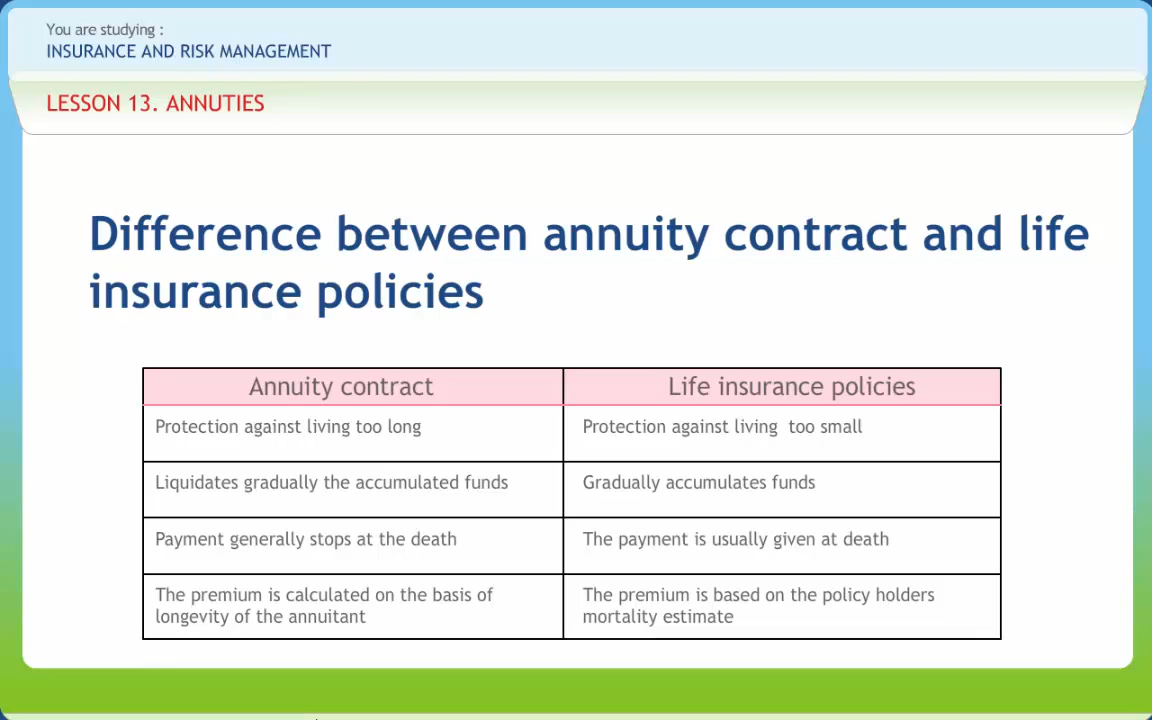 You are studying :
INSURANCE AND RISK MANAGEMENT
LESSON 13. ANNUTIES
Difference between annuity contract and life
insurance policies
Annuity contract
Life insurance policies
Protection against living too long
Protection against living  too small
Liquidates gradually the accumulated funds
Gradually accumulates funds
Payment generally stops at the death
The payment is usually given at death
The premium is calculated on the basis of
longevity of the annuitant
The premium is based on the policy holders
mortality estimate